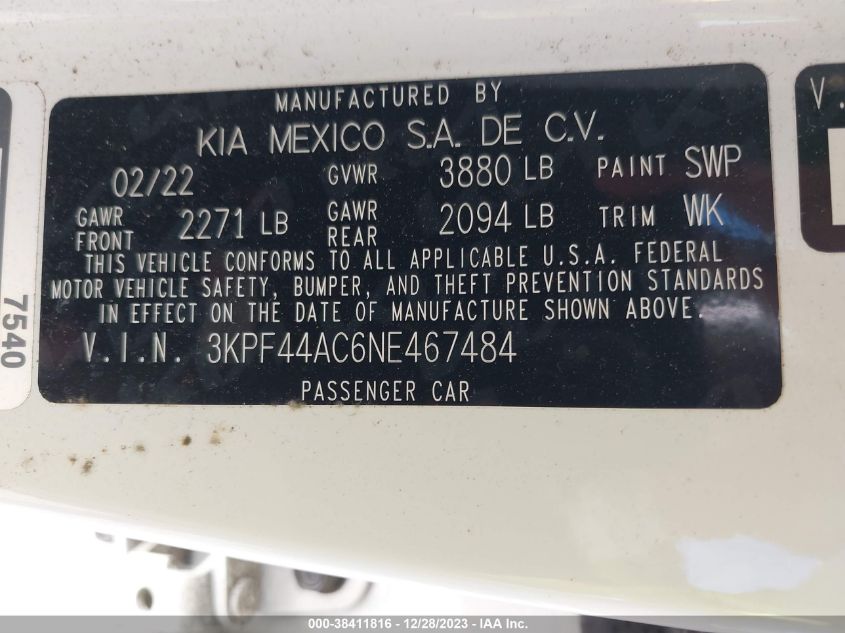 MANUFACTURED BY
KIA MEXICO S.A. DE C.V.
02/22 GVWR 3880 LB PAINT SWP
GAWR FRONT 2271 LB GAWR REAR 2094 LB TRIM WK
THIS VEHICLE CONFORMS TO ALL APPLICABLE U.S.A. FEDERAL
MOTOR VEHICLE SAFETY, BUMPER, AND THEFT PREVENTION STANDARDS
IN EFFECT ON THE DATE OF MANUFACTURE SHOWN ABOVE.
V.I.N. 3KPF44AC6NE467484
PASSENGER CAR
7540
V.
000-38411816 - 12/28/2023 - IAA Inc.